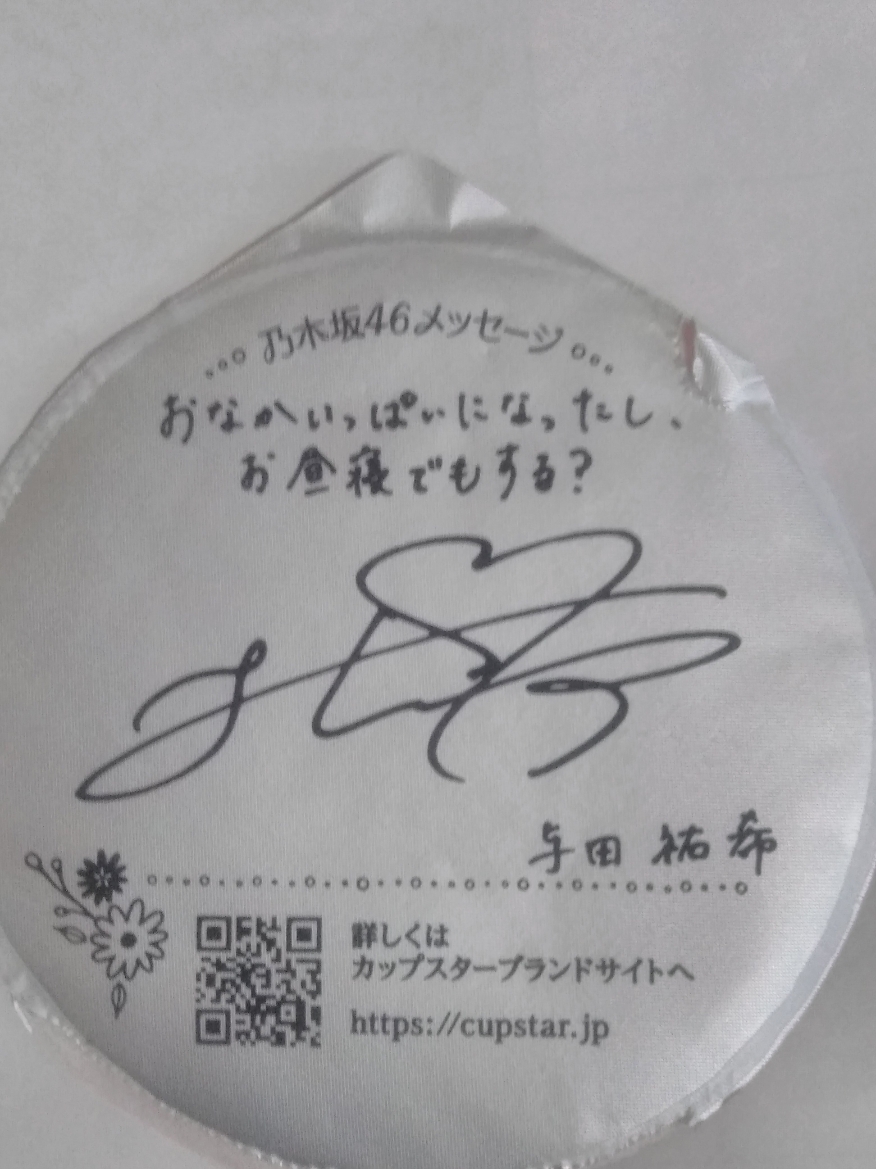 乃木坂46メッセージ
おなかいっぱいになったし、
お昼寝でもする?
与田 祐希
詳しくは
カップスターブランドサイトへ
https://cupstar.jp